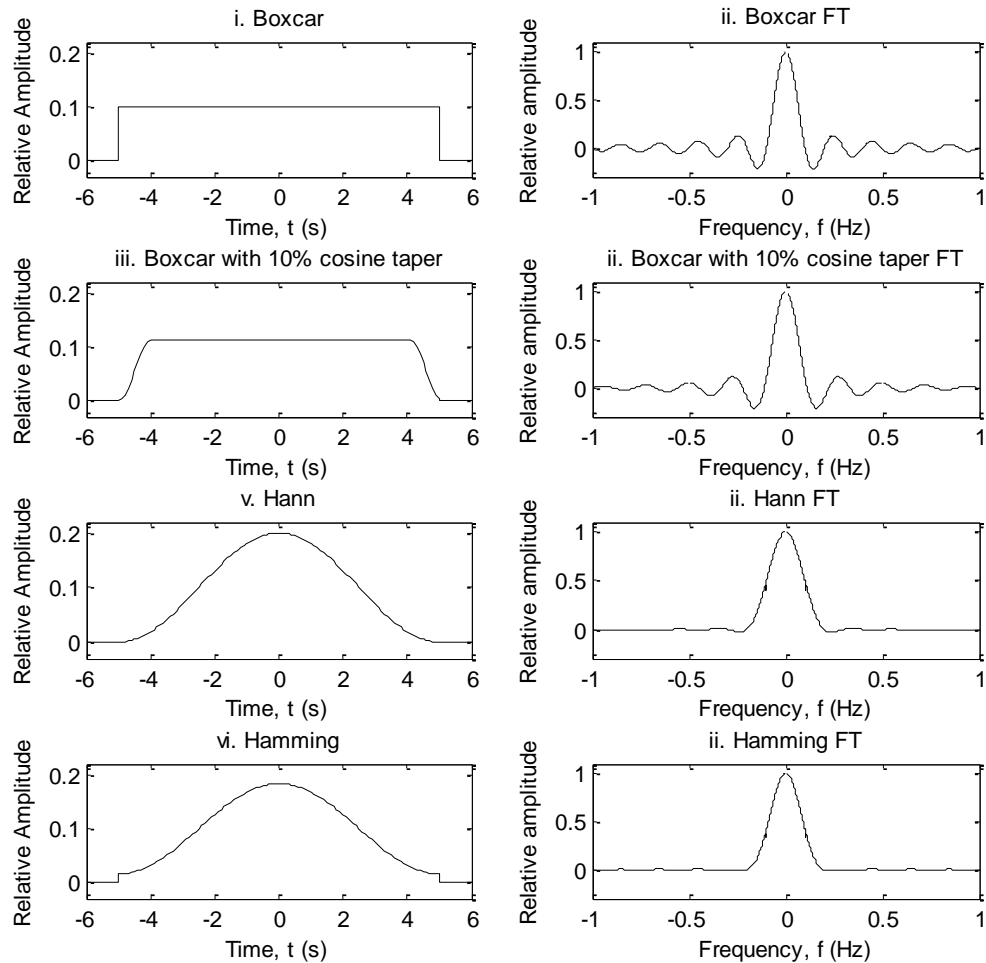 i. Boxcar
Relative Amplitude
0.2
0.1
0
-6 -4 -2 0 2 4 6
Time, t (s)
ii. Boxcar FT
Relative amplitude
1
0.5
0
-1 -0.5 0 0.5 1
Frequency, f (Hz)
iii. Boxcar with 10% cosine taper
Relative Amplitude
0.2
0.1
0
-6 -4 -2 0 2 4 6
Time, t (s)
ii. Boxcar with 10% cosine taper FT
Relative amplitude
1
0.5
0
-1 -0.5 0 0.5 1
Frequency, f (Hz)
v. Hann
Relative Amplitude
0.2
0.1
0
-6 -4 -2 0 2 4 6
Time, t (s)
ii. Hann FT
Relative amplitude
1
0.5
0
-1 -0.5 0 0.5 1
Frequency, f (Hz)
vi. Hamming
Relative Amplitude
0.2
0.1
0
-6 -4 -2 0 2 4 6
Time, t (s)
ii. Hamming FT
Relative amplitude
1
0.5
0
-1 -0.5 0 0.5 1
Frequency, f (Hz)